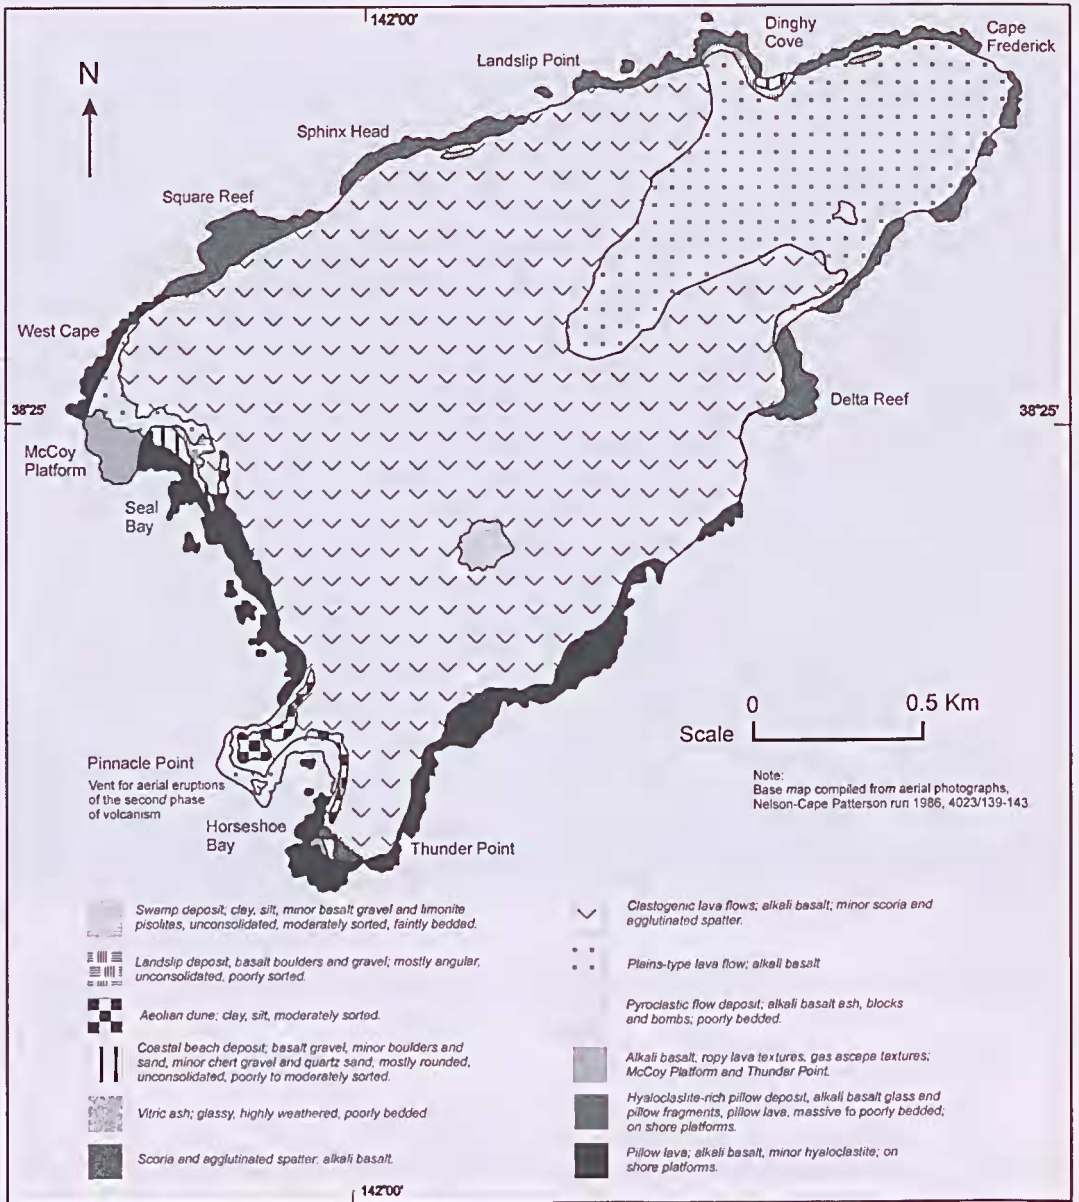 142°00'
Dinghy
Cove
Cape
Frederick
N
Landslip Point
Sphinx Head
Square Reef
West Cape
38°25'
38°25'
Delta Reef
McCoy
Platform
Seal
Bay
0 0.5 Km
Scale
Pinnacle Point
Vent for aerial eruptions
of the second phase
of volcanism
Note:
Base map compiled from aerial photographs,
Nelson-Cape Patterson run 1986, 4023/139-143
Horseshoe
Bay
Thunder Point
Swamp deposit; clay, silt, minor basalt gravel and limonite
pisolites, unconsolidated, moderately sorted, faintly bedded.
Landslip deposit, basalt boulders and gravel; mostly angular,
unconsolidated, poorly sorted.
Aeolian dune; clay, silt, moderately sorted.
Coastal beach deposit; basalt gravel, minor boulders and
sand, minor chert gravel and quartz sand, mostly rounded,
unconsolidated, poorly to moderately sorted.
Vitric ash; glassy, highly weathered, poorly bedded
Scoria and agglutinated spatter: alkali basalt.
Clastogenic lava flows; alkali basalt; minor scoria and
agglutinated spatter.
Plains-type lava flow; alkali basalt
Pyroclastic flow deposit; alkali basalt ash, blocks
and bombs; poorly bedded.
Alkali basalt, ropy lava textures, gas escape textures;
McCoy Platform and Thunder Point.
Hyaloclastite-rich pillow deposit, alkali basalt glass and
pillow fragments, pillow lava, massive to poorly bedded;
on shore platforms.
Pillow lava; alkali basalt, minor hyaloclastite; on
shore platforms.
142°00'